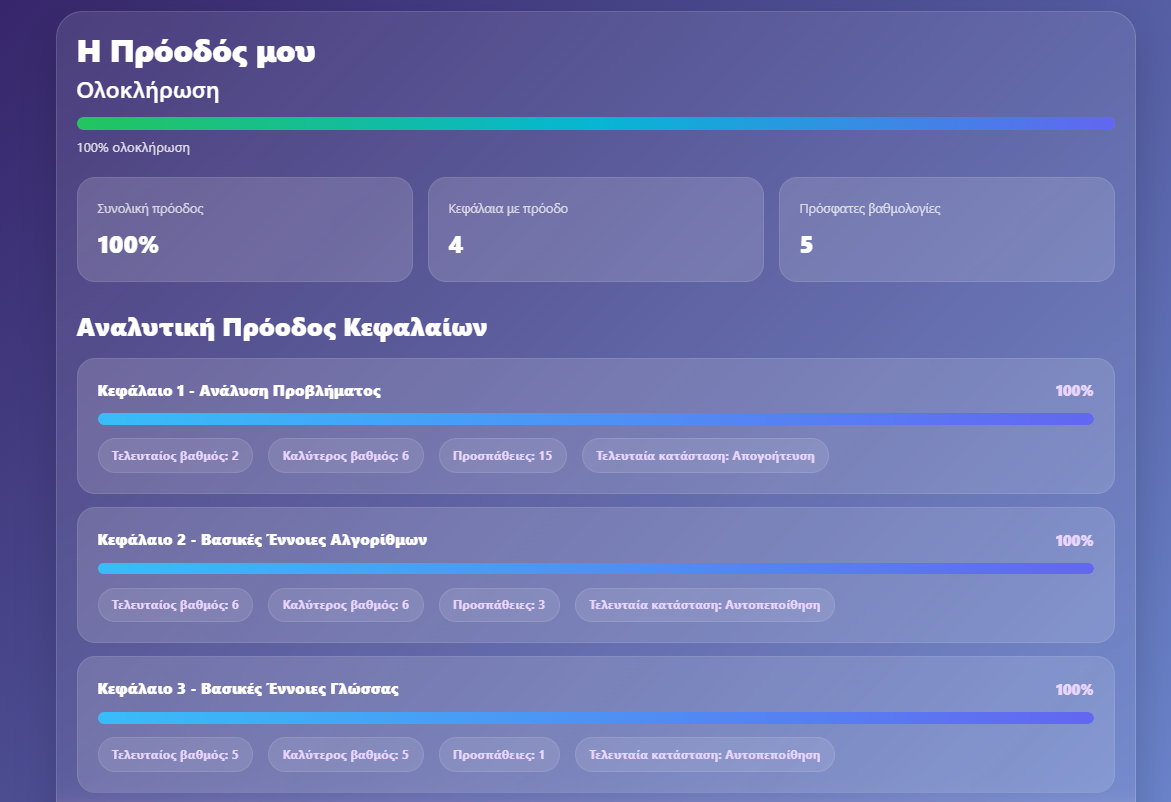 Η Πρόοδός μου
Ολοκλήρωση
100% ολοκλήρωση
Συνολική πρόοδος
100%
Κεφάλαια με πρόοδο
4
Πρόσφατες βαθμολογίες
5
Αναλυτική Πρόοδος Κεφαλαίων
Κεφάλαιο 1 - Ανάλυση Προβλήματος
100%
Τελευταίος βαθμός: 2
Καλύτερος βαθμός: 6
Προσπάθειες: 15
Τελευταία κατάσταση: Απογοήτευση
Κεφάλαιο 2 - Βασικές Έννοιες Αλγορίθμων
100%
Τελευταίος βαθμός: 6
Καλύτερος βαθμός: 6
Προσπάθειες: 3
Τελευταία κατάσταση: Αυτοπεποίθηση
Κεφάλαιο 3 - Βασικές Έννοιες Γλώσσας
100%
Τελευταίος βαθμός: 5
Καλύτερος βαθμός: 5
Προσπάθειες: 1
Τελευταία κατάσταση: Αυτοπεποίθηση